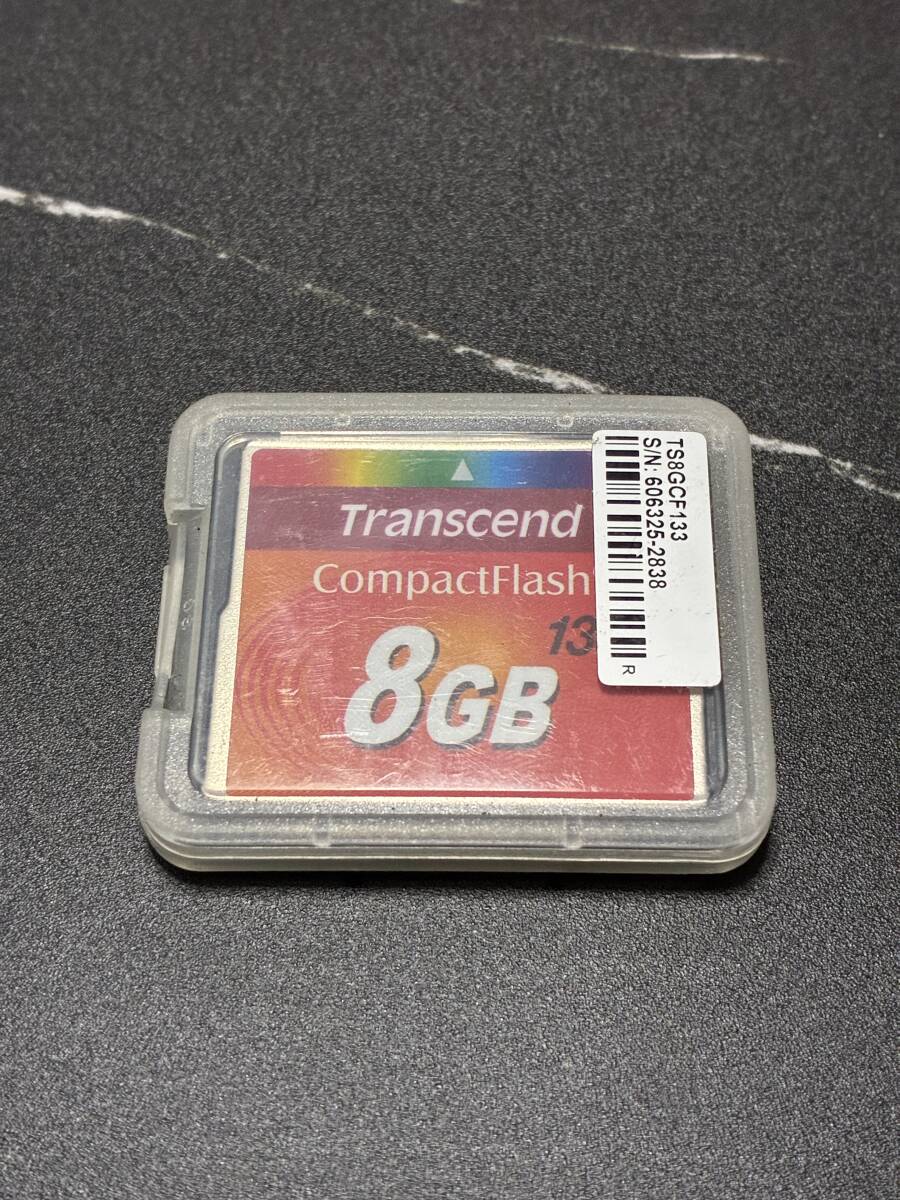 Transcend
CompactFlash
13
8GB
TS8GCF133
S/N: 606325-2838
R